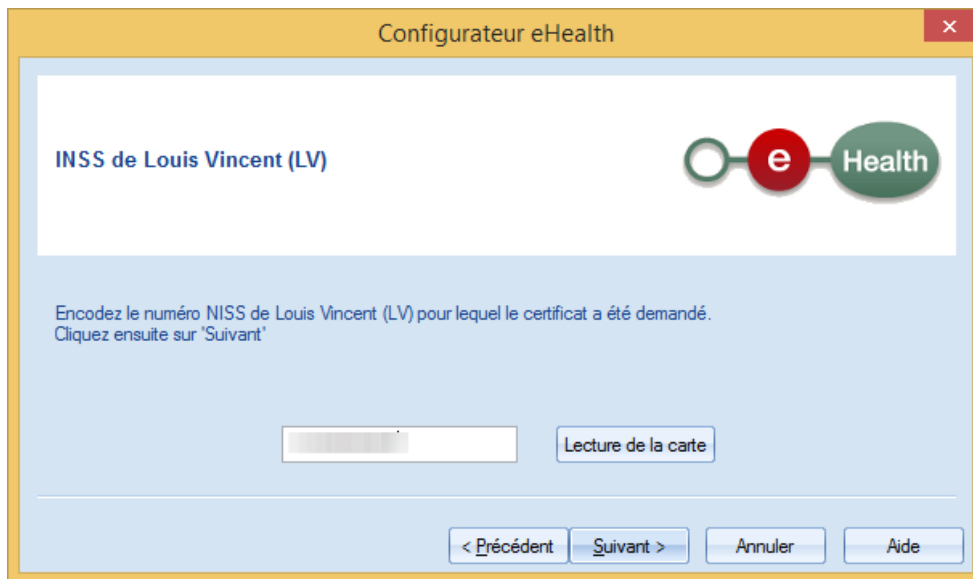 Configurateur eHealth
INSS de Louis Vincent (LV)
e Health
Encodez le numéro NISS de Louis Vincent (LV) pour lequel le certificat a été demandé.
Cliquez ensuite sur 'Suivant'
Lecture de la carte
< Précédent Suivant > Annuler Aide